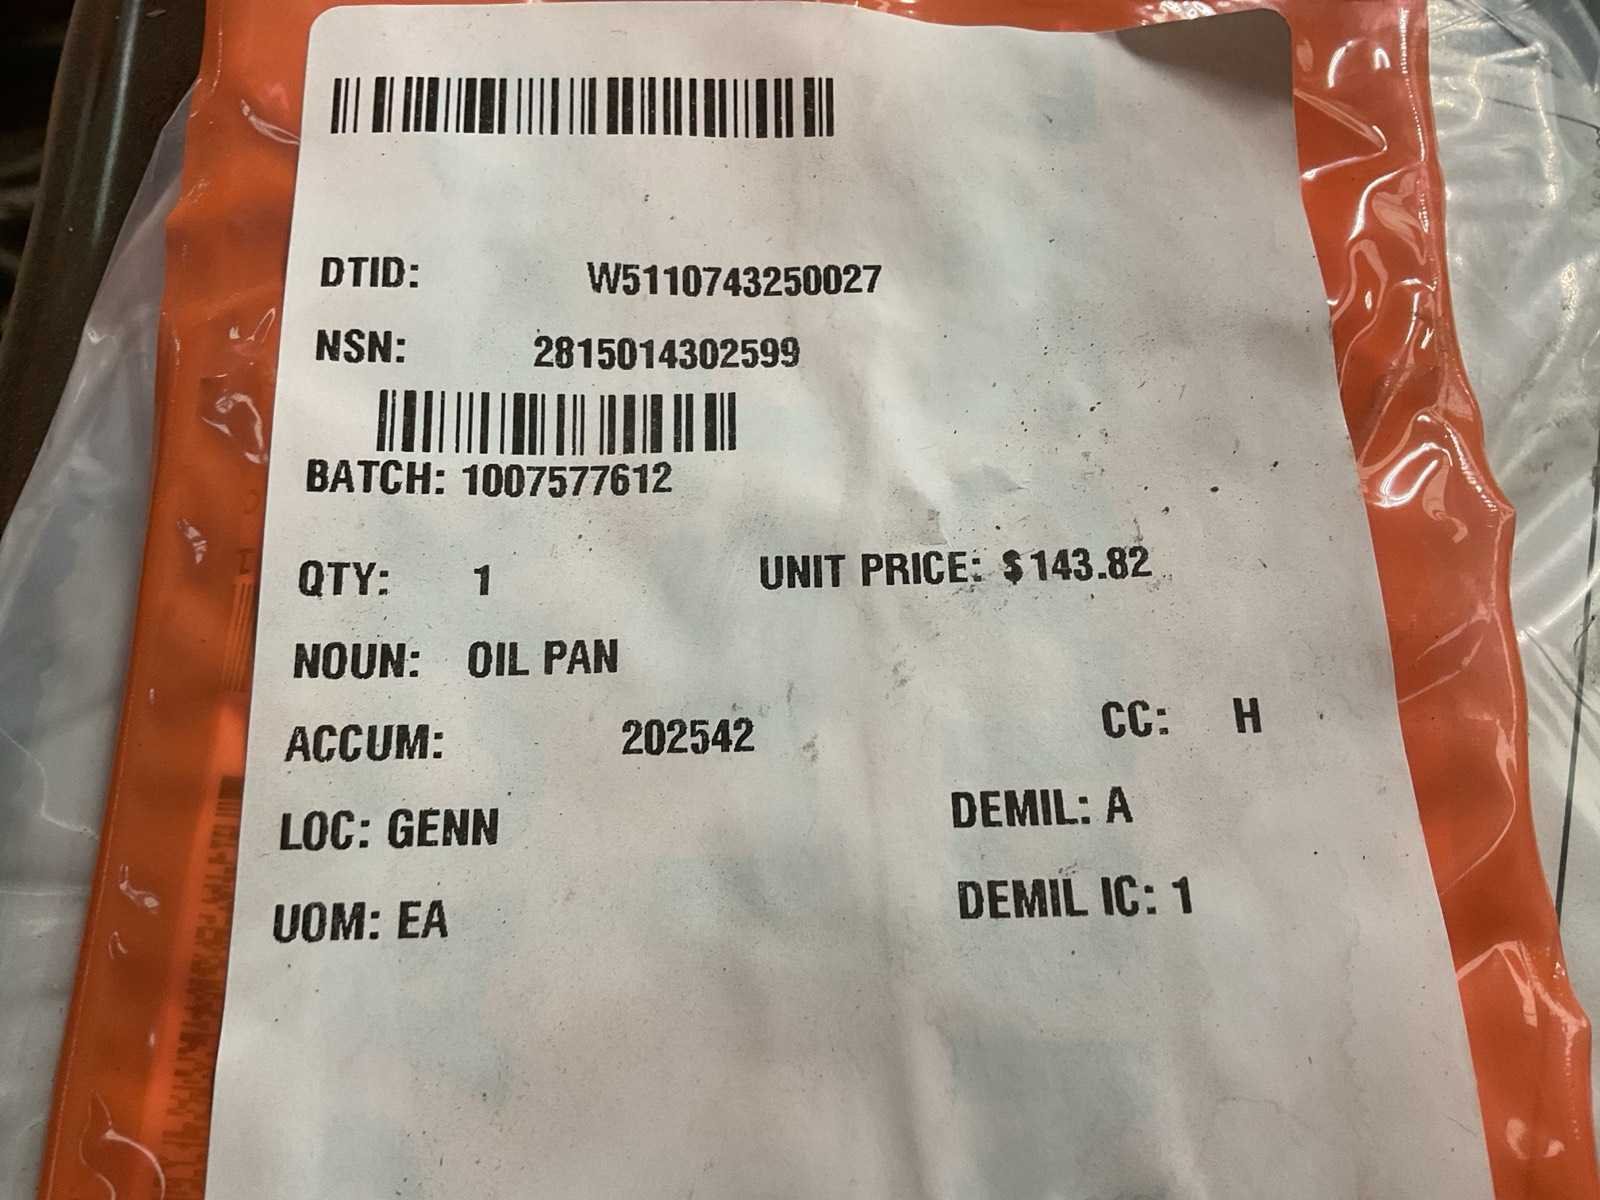 DTID: W5110743250027
NSN: 2815014302599
BATCH: 1007577612
QTY: 1 UNIT PRICE: $143.82
NOUN: OIL PAN
ACCUM: 202542 CC: H
LOC: GENN DEMIL: A
UOM: EA DEMIL IC: 1